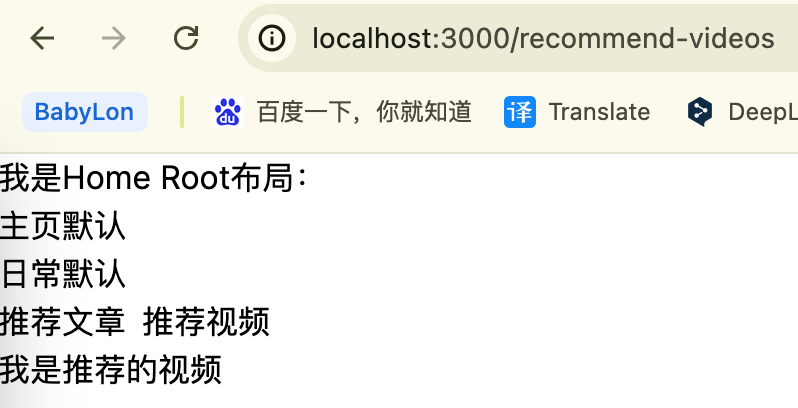 localhost:3000/recommend-videos
BabyLon 百度一下，你就知道 译 Translate DeepL
我是Home Root布局：
主页默认
日常默认
推荐文章 推荐视频
我是推荐的视频